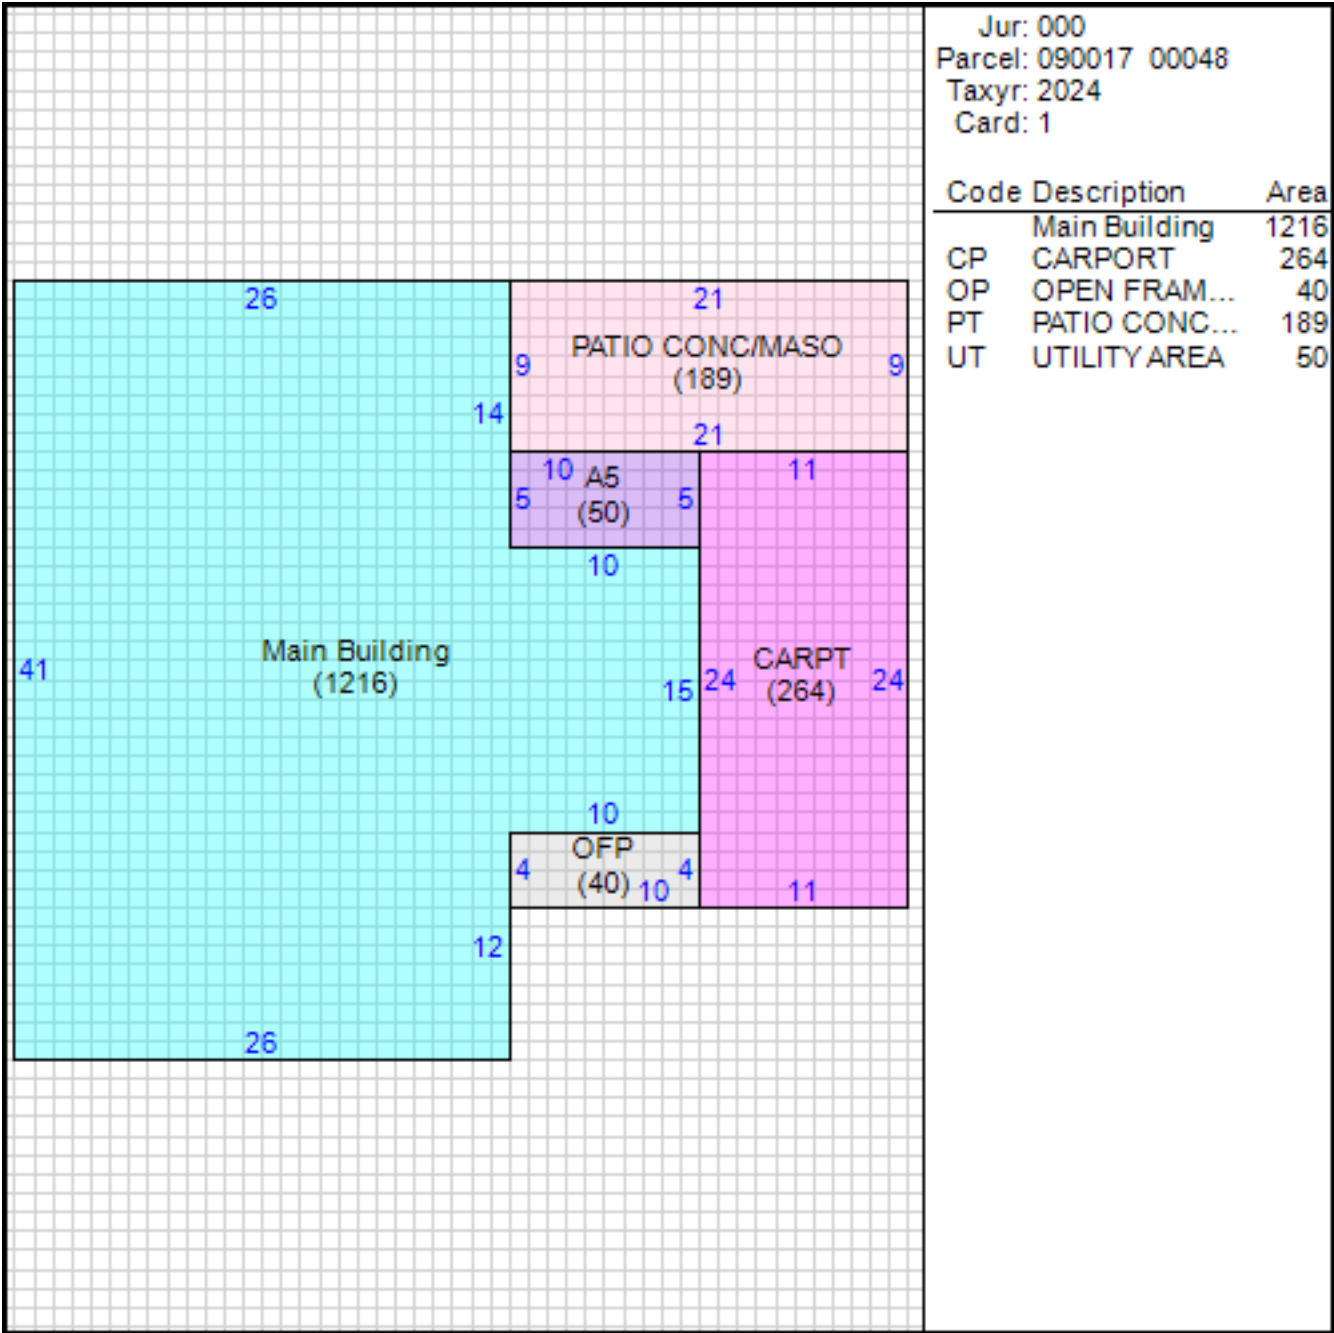 Jur: 000
Parcel: 090017 00048
Taxyr: 2024
Card: 1
Code Description Area
Main Building 1216
CP CARPORT 264
OP OPEN FRAM... 40
PT PATIO CONC... 189
UT UTILITY AREA 50
26
21
PATIO CONC/MASO
9
9
(189)
14
21
10
A5
11
5
(50)
5
10
Main Building
(1216)
41
CARPT
(264)
15
24
24
10
OFP
4
(40)
4
10
11
12
26